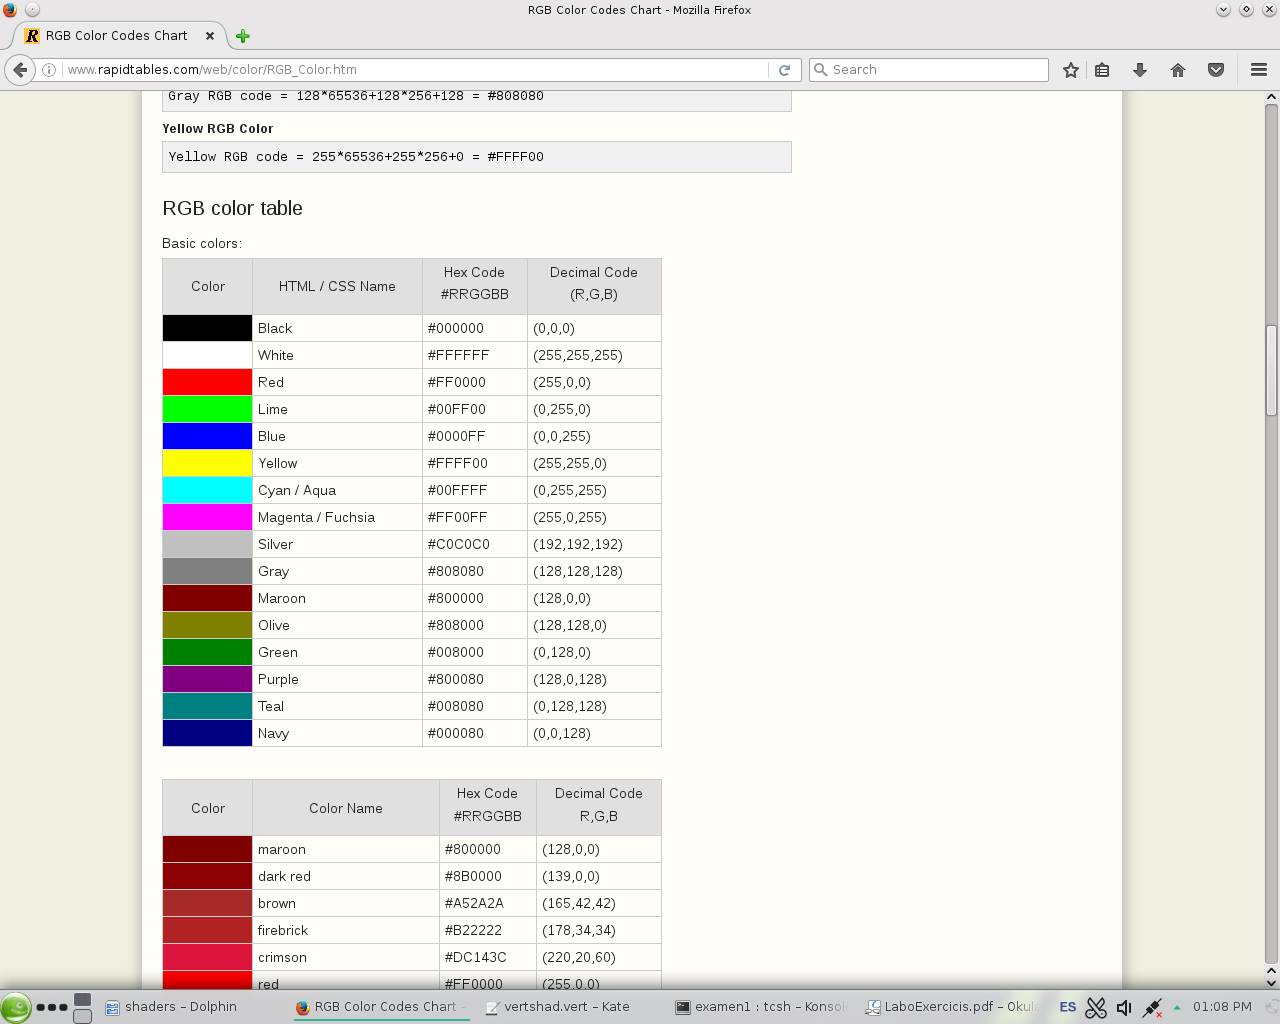 RGB Color Codes Chart - Mozilla Firefox
RGB Color Codes Chart
www.rapidtables.com/web/color/RGB_Color.htm
Search
Gray RGB code = 128*65536+128*256+128 = #808080
Yellow RGB Color
Yellow RGB code = 255*65536+255*256+0 = #FFFF00
RGB color table
Basic colors:
Color HTML / CSS Name Hex Code #RRGGBB Decimal Code (R,G,B)
Black #000000 (0,0,0)
White #FFFFFF (255,255,255)
Red #FF0000 (255,0,0)
Lime #00FF00 (0,255,0)
Blue #0000FF (0,0,255)
Yellow #FFFF00 (255,255,0)
Cyan / Aqua #00FFFF (0,255,255)
Magenta / Fuchsia #FF00FF (255,0,255)
Silver #C0C0C0 (192,192,192)
Gray #808080 (128,128,128)
Maroon #800000 (128,0,0)
Olive #808000 (128,128,0)
Green #008000 (0,128,0)
Purple #800080 (128,0,128)
Teal #008080 (0,128,128)
Navy #000080 (0,0,128)
Color Color Name Hex Code #RRGGBB Decimal Code R,G,B
maroon #800000 (128,0,0)
dark red #8B0000 (139,0,0)
brown #A52A2A (165,42,42)
firebrick #B22222 (178,34,34)
crimson #DC143C (220,20,60)
red #FF0000 (255,0,0)
shaders – Dolphin RGB Color Codes Chart - vertshad.vert – Kate examen1 : tcsh – Konso LaboExercicis.pdf – Oku ES 01:08 PM